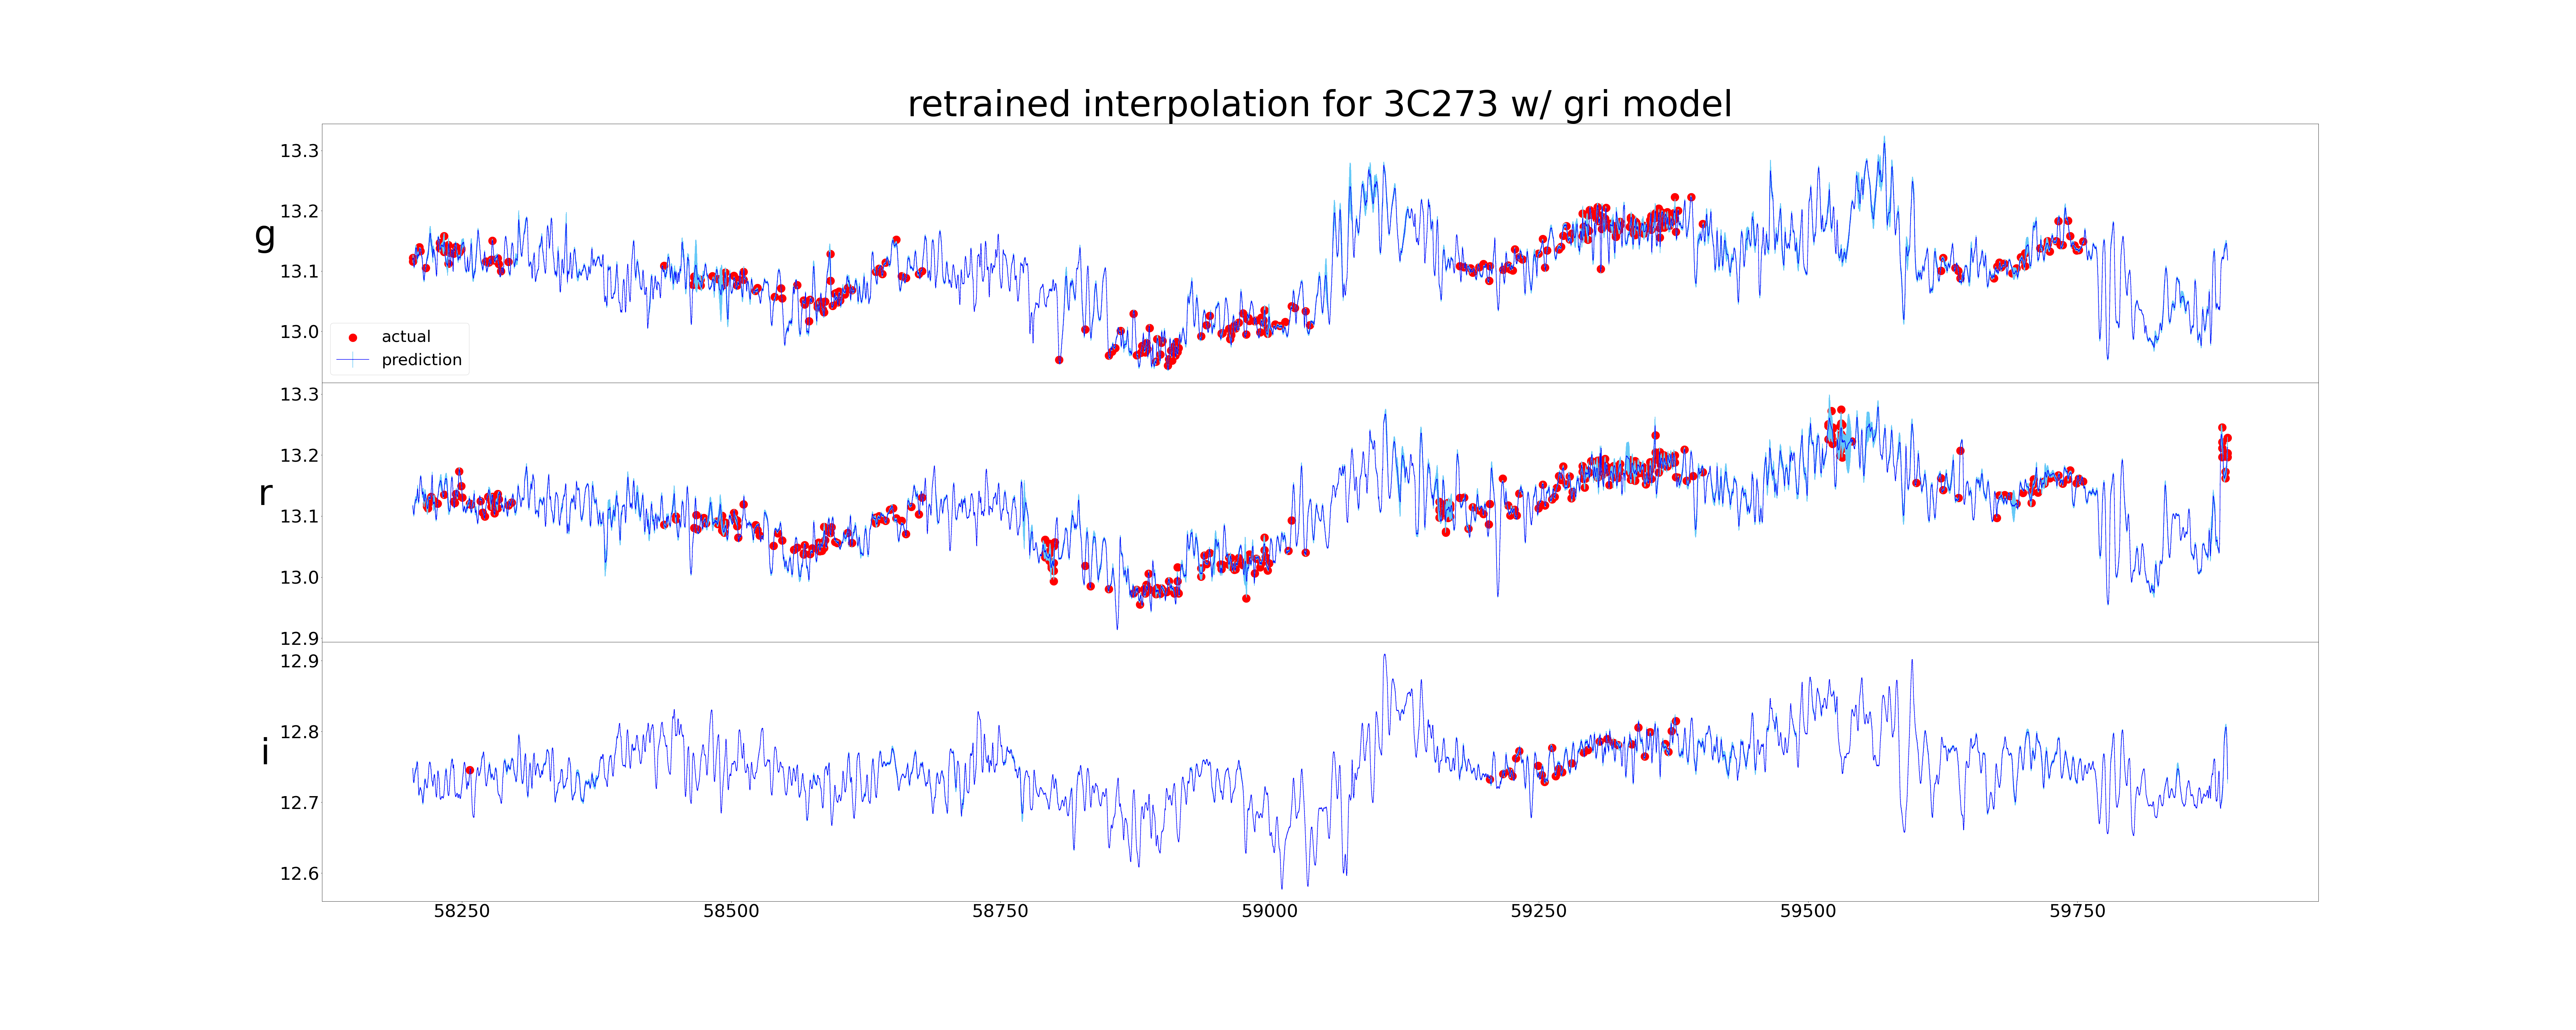 retrained interpolation for 3C273 w/ gri model
13.3
13.2
g
13.1
13.0
actual
prediction
13.3
13.2
r
13.1
13.0
12.9
12.9
12.8
i
12.7
12.6
58250 58500 58750 59000 59250 59500 59750